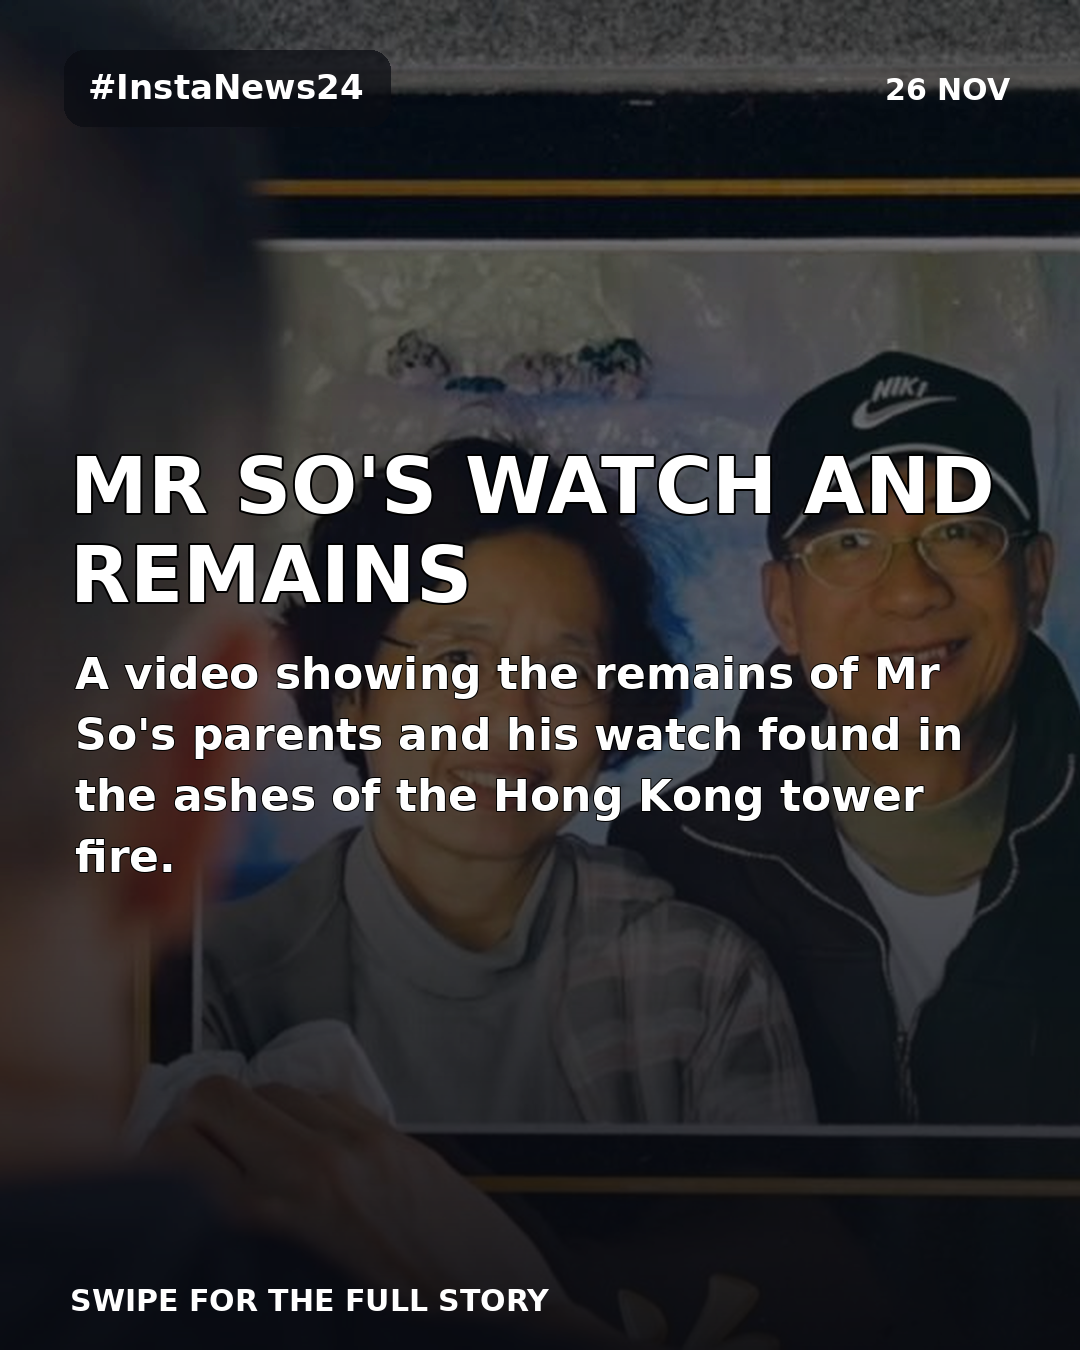 #InstaNews24
26 NOV
NIKE
MR SO'S WATCH AND
REMAINS
A video showing the remains of Mr
So's parents and his watch found in
the ashes of the Hong Kong tower
fire.
SWIPE FOR THE FULL STORY